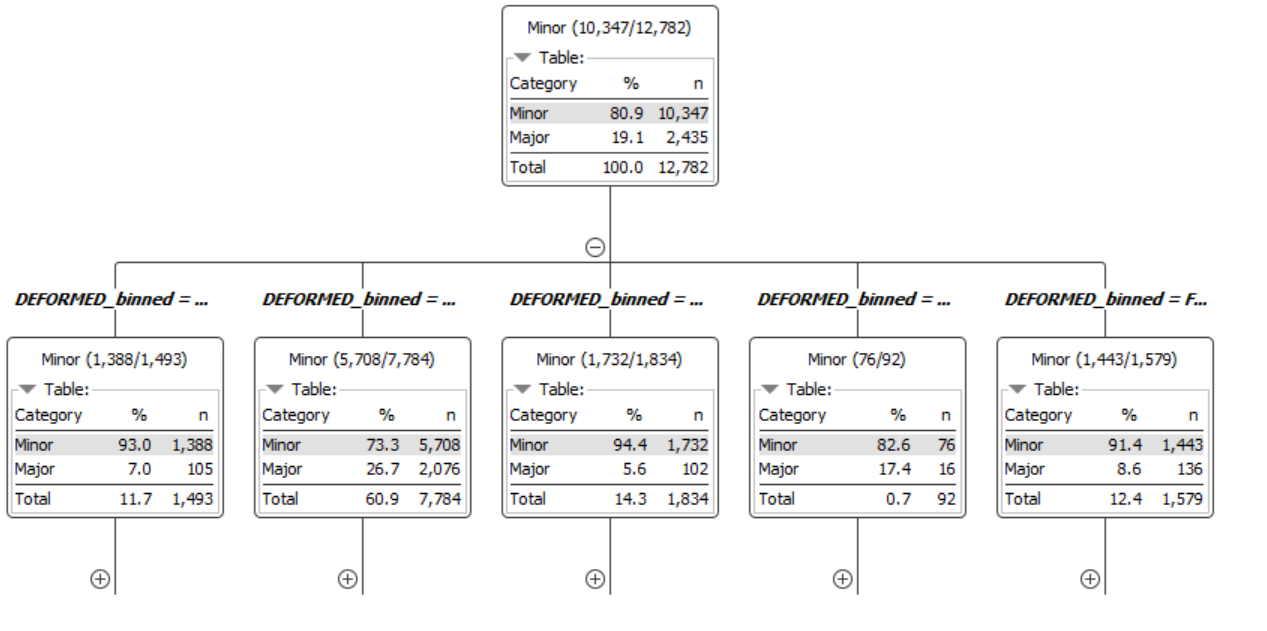 Minor (10,347/12,782)
Table:
Category % n
Minor 80.9 10,347
Major 19.1 2,435
Total 100.0 12,782
DEFORMED_binned = ... DEFORMED_binned = ... DEFORMED_binned = ... DEFORMED_binned = ... DEFORMED_binned = F...
Minor (1,388/1,493) Minor (5,708/7,784) Minor (1,732/1,834) Minor (76/92) Minor (1,443/1,579)
Table: Table: Table: Table: Table:
Category % n Category % n Category % n Category % n Category % n
Minor 93.0 1,388 Minor 73.3 5,708 Minor 94.4 1,732 Minor 82.6 76 Minor 91.4 1,443
Major 7.0 105 Major 26.7 2,076 Major 5.6 102 Major 17.4 16 Major 8.6 136
Total 11.7 1,493 Total 60.9 7,784 Total 14.3 1,834 Total 0.7 92 Total 12.4 1,579